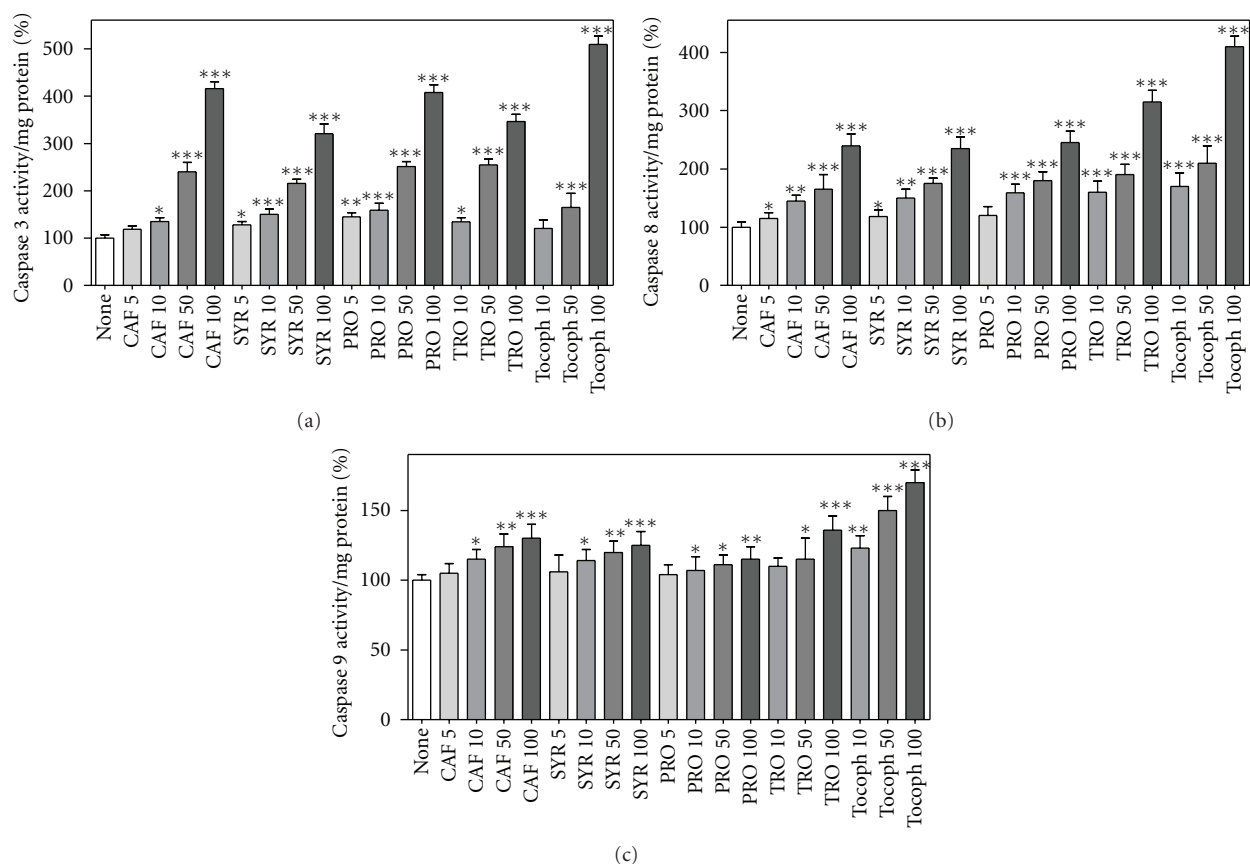 Caspase 3 activity/mg protein (%)
500
400
300
200
100
0
*
***
***
*
***
***
***
**
***
***
***
*
***
***
***
***
None
CAF 5
CAF 10
CAF 50
CAF 100
SYR 5
SYR 10
SYR 50
SYR 100
PRO 5
PRO 10
PRO 50
PRO 100
TRO 10
TRO 50
TRO 100
Tocoph 10
Tocoph 50
Tocoph 100
(a)
Caspase 8 activity/mg protein (%)
400
300
200
100
0
*
**
***
***
*
**
***
***
***
***
***
***
***
***
***
***
***
None
CAF 5
CAF 10
CAF 50
CAF 100
SYR 5
SYR 10
SYR 50
SYR 100
PRO 5
PRO 10
PRO 50
PRO 100
TRO 10
TRO 50
TRO 100
Tocoph 10
Tocoph 50
Tocoph 100
(b)
Caspase 9 activity/mg protein (%)
150
100
50
0
*
**
***
*
**
***
*
*
**
*
***
**
***
***
None
CAF 5
CAF 10
CAF 50
CAF 100
SYR 5
SYR 10
SYR 50
SYR 100
PRO 5
PRO 10
PRO 50
PRO 100
TRO 10
TRO 50
TRO 100
Tocoph 10
Tocoph 50
Tocoph 100
(c)